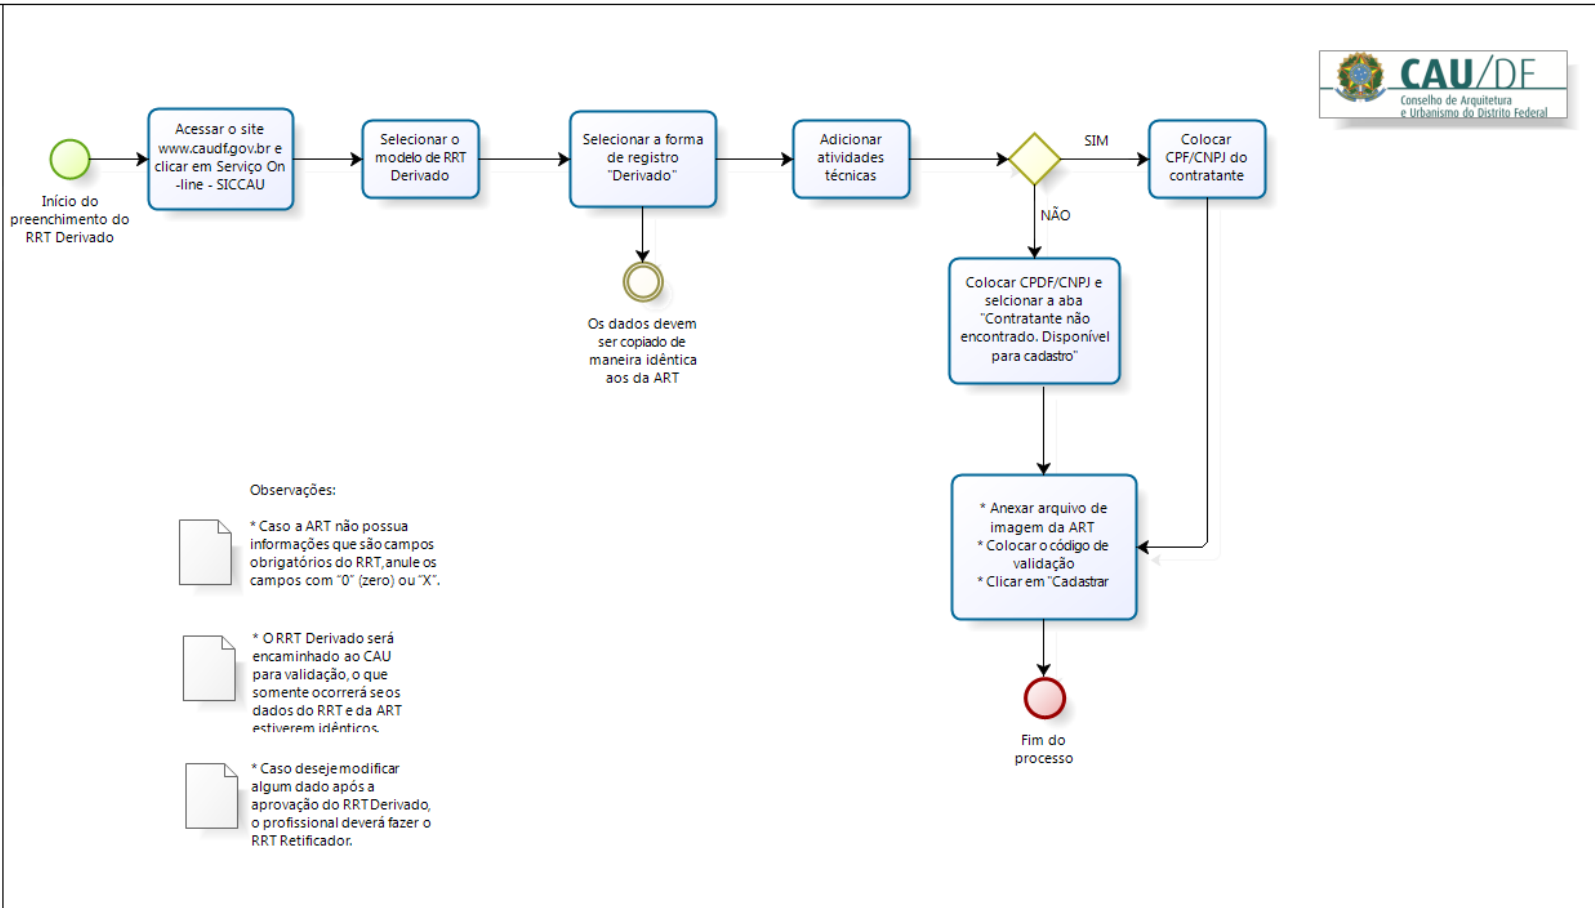 CAU/DF
Conselho de Arquitetura
e Urbanismo do Distrito Federal
Início do
preenchimento do
RRT Derivado
Acessar o site
www.caudf.gov.br e
clicar em Serviço On
-line - SICCAU
Selecionar o
modelo de RRT
Derivado
Selecionar a forma
de registro
"Derivado"
Os dados devem
ser copiado de
maneira idêntica
aos da ART
Adicionar
atividades
técnicas
SIM
Colocar
CPF/CNPJ do
contratante
NÃO
Colocar CPDF/CNPJ e
selcionar a aba
"Contratante não
encontrado. Disponível
para cadastro"
* Anexar arquivo de
imagem da ART
* Colocar o código de
validação
* Clicar em "Cadastrar
Fim do
processo
Observações:
* Caso a ART não possua
informações que são campos
obrigatórios do RRT, anule os
campos com "0" (zero) ou "X".
* O RRT Derivado será
encaminhado ao CAU
para validação, o que
somente ocorrerá se os
dados do RRT e da ART
estiverem idênticos.
* Caso deseje modificar
algum dado após a
aprovação do RRT Derivado,
o profissional deverá fazer o
RRT Retificador.